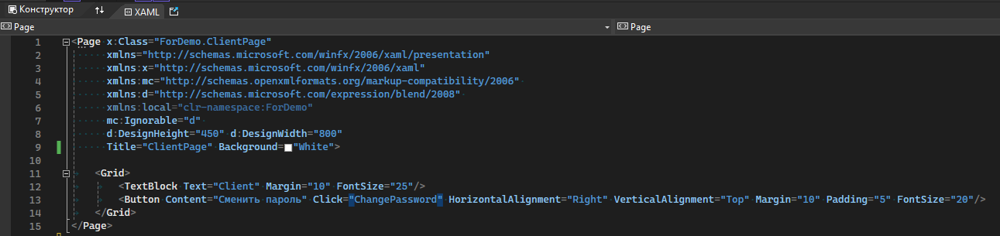 Конструктор XAML
Page Page
1 <Page x:Class="ForDemo.ClientPage"
2 xmlns="http://schemas.microsoft.com/winfx/2006/xaml/presentation"
3 xmlns:x="http://schemas.microsoft.com/winfx/2006/xaml"
4 xmlns:mc="http://schemas.openxmlformats.org/markup-compatibility/2006"
5 xmlns:d="http://schemas.microsoft.com/expression/blend/2008"
6 xmlns:local="clr-namespace:ForDemo"
7 mc:Ignorable="d"
8 d:DesignHeight="450" d:DesignWidth="800"
9 Title="ClientPage" Background="White">
10
11 <Grid>
12 <TextBlock Text="Client" Margin="10" FontSize="25"/>
13 <Button Content="Сменить пароль" Click="ChangePassword" HorizontalAlignment="Right" VerticalAlignment="Top" Margin="10" Padding="5" FontSize="20"/>
14 </Grid>
15 </Page>